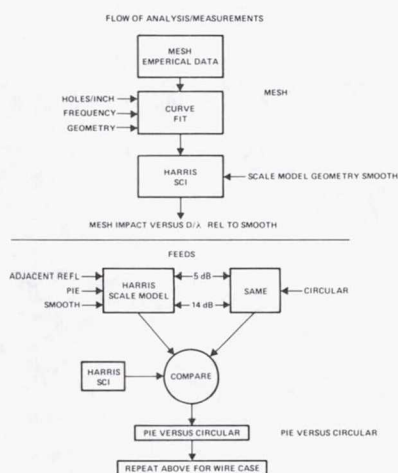 FLOW OF ANALYSIS/MEASUREMENTS
MESH
EMPERICAL DATA
MESH
HOLES/INCH
FREQUENCY
GEOMETRY
CURVE
FIT
HARRIS
SCI
SCALE MODEL GEOMETRY SMOOTH
MESH IMPACT VERSUS D/λ REL TO SMOOTH
FEEDS
ADJACENT REFL
PIE
SMOOTH
HARRIS
SCALE MODEL
5 dB
14 dB
SAME
CIRCULAR
HARRIS
SCI
COMPARE
PIE VERSUS CIRCULAR
PIE VERSUS CIRCULAR
REPEAT ABOVE FOR WIRE CASE